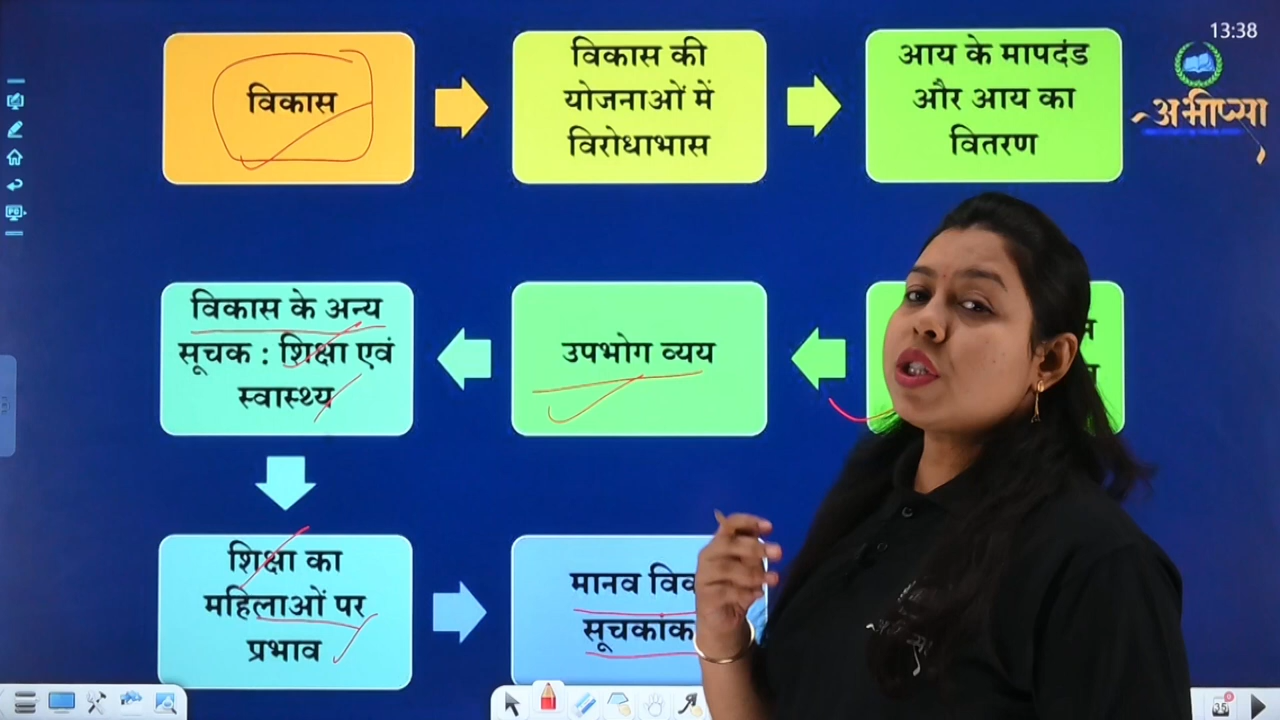 13:38
विकास
विकास की
योजनाओं में
विरोधाभास
आय के मापदंड
और आय का
वितरण
अभीप्सा
विकास के अन्य
सूचक : शिक्षा एवं
स्वास्थ्य
उपभोग व्यय
शिक्षा का
महिलाओं पर
प्रभाव
मानव
सूचकांक